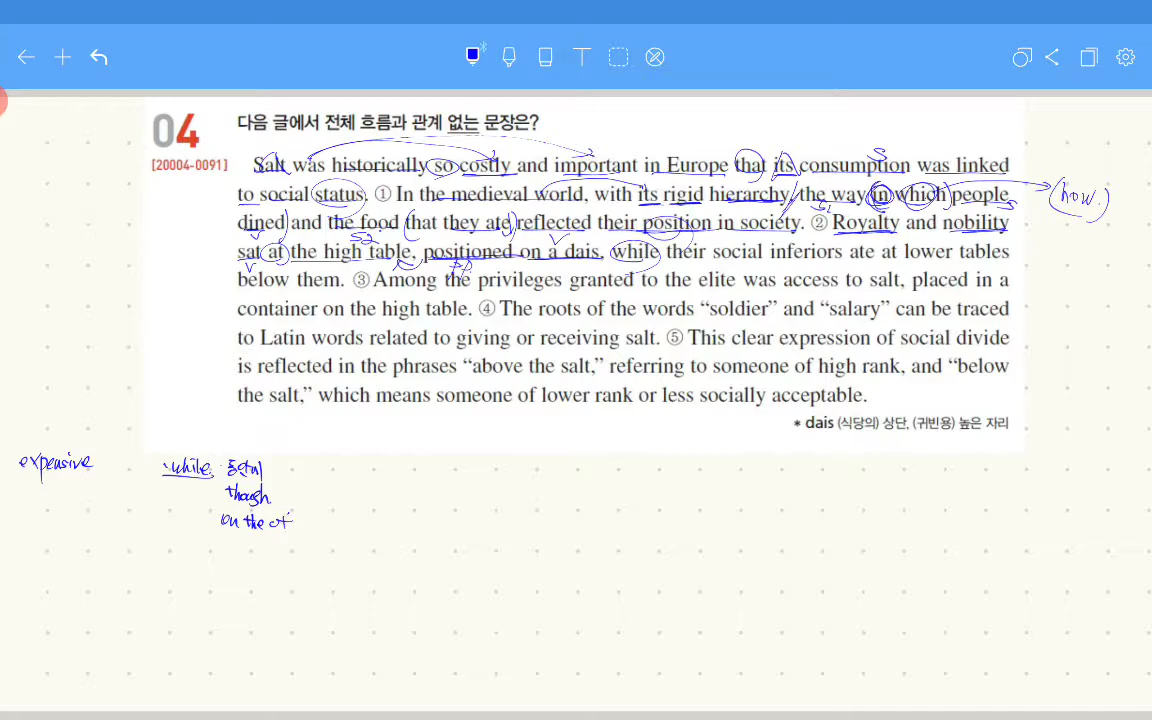 04
[20004-0091]
다음 글에서 전체 흐름과 관계 없는 문장은?
Salt was historically so costly and important in Europe that its consumption was linked
to social status. ① In the medieval world, with its rigid hierarchy, the way in which people (how.)
dined and the food that they ate reflected their position in society. ② Royalty and nobility
sat at the high table, positioned on a dais, while their social inferiors ate at lower tables
below them. ③ Among the privileges granted to the elite was access to salt, placed in a
container on the high table. ④ The roots of the words “soldier” and “salary” can be traced
to Latin words related to giving or receiving salt. ⑤ This clear expression of social divide
is reflected in the phrases “above the salt,” referring to someone of high rank, and “below
the salt,” which means someone of lower rank or less socially acceptable.
* dais (식당의) 상단, (귀빈용) 높은 자리
expensive
while
though
on the ot